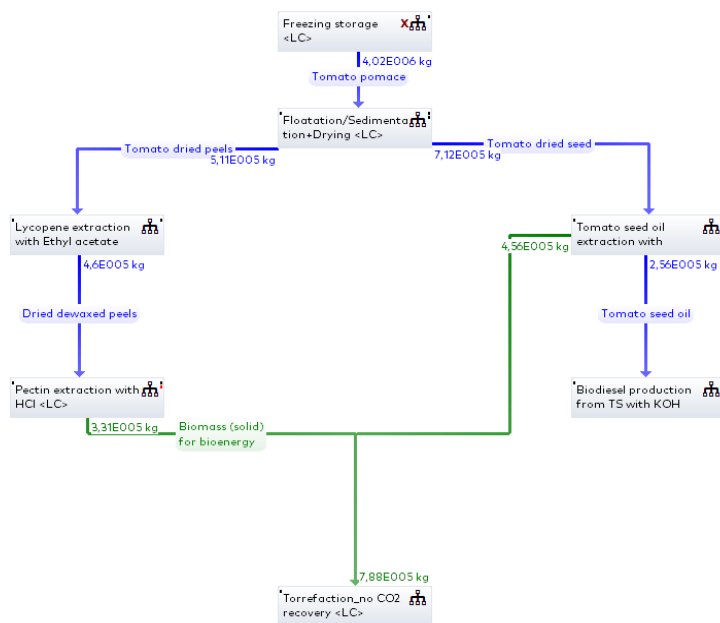 Freezing storage
<LC>
X
4,02E006 kg
Tomato pomace
Floatation/Sedimenta
tion+Drying <LC>
Tomato dried peels
5,11E005 kg
Tomato dried seed
7,12E005 kg
Lycopene extraction
with Ethyl acetate
4,6E005 kg
Tomato seed oil
extraction with
4,56E005 kg
2,56E005 kg
Dried dewaxed peels
Tomato seed oil
Pectin extraction with
HCl <LC>
Biodiesel production
from TS with KOH
3,31E005 kg
Biomass (solid)
for bioenergy
7,88E005 kg
Torrefaction_no CO2
recovery <LC>